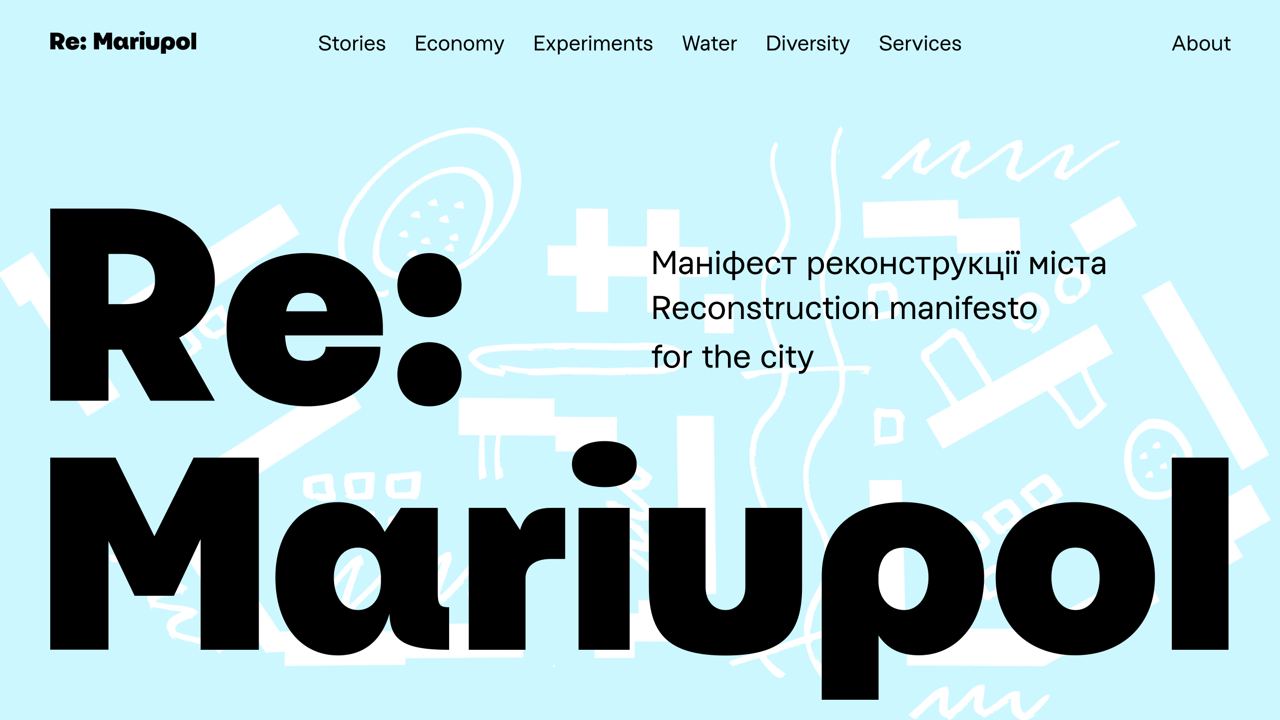 Re: Mariupol
Stories Economy Experiments Water Diversity Services
About
Re:
Маніфест реконструкції міста
Reconstruction manifesto
for the city
Mariupol